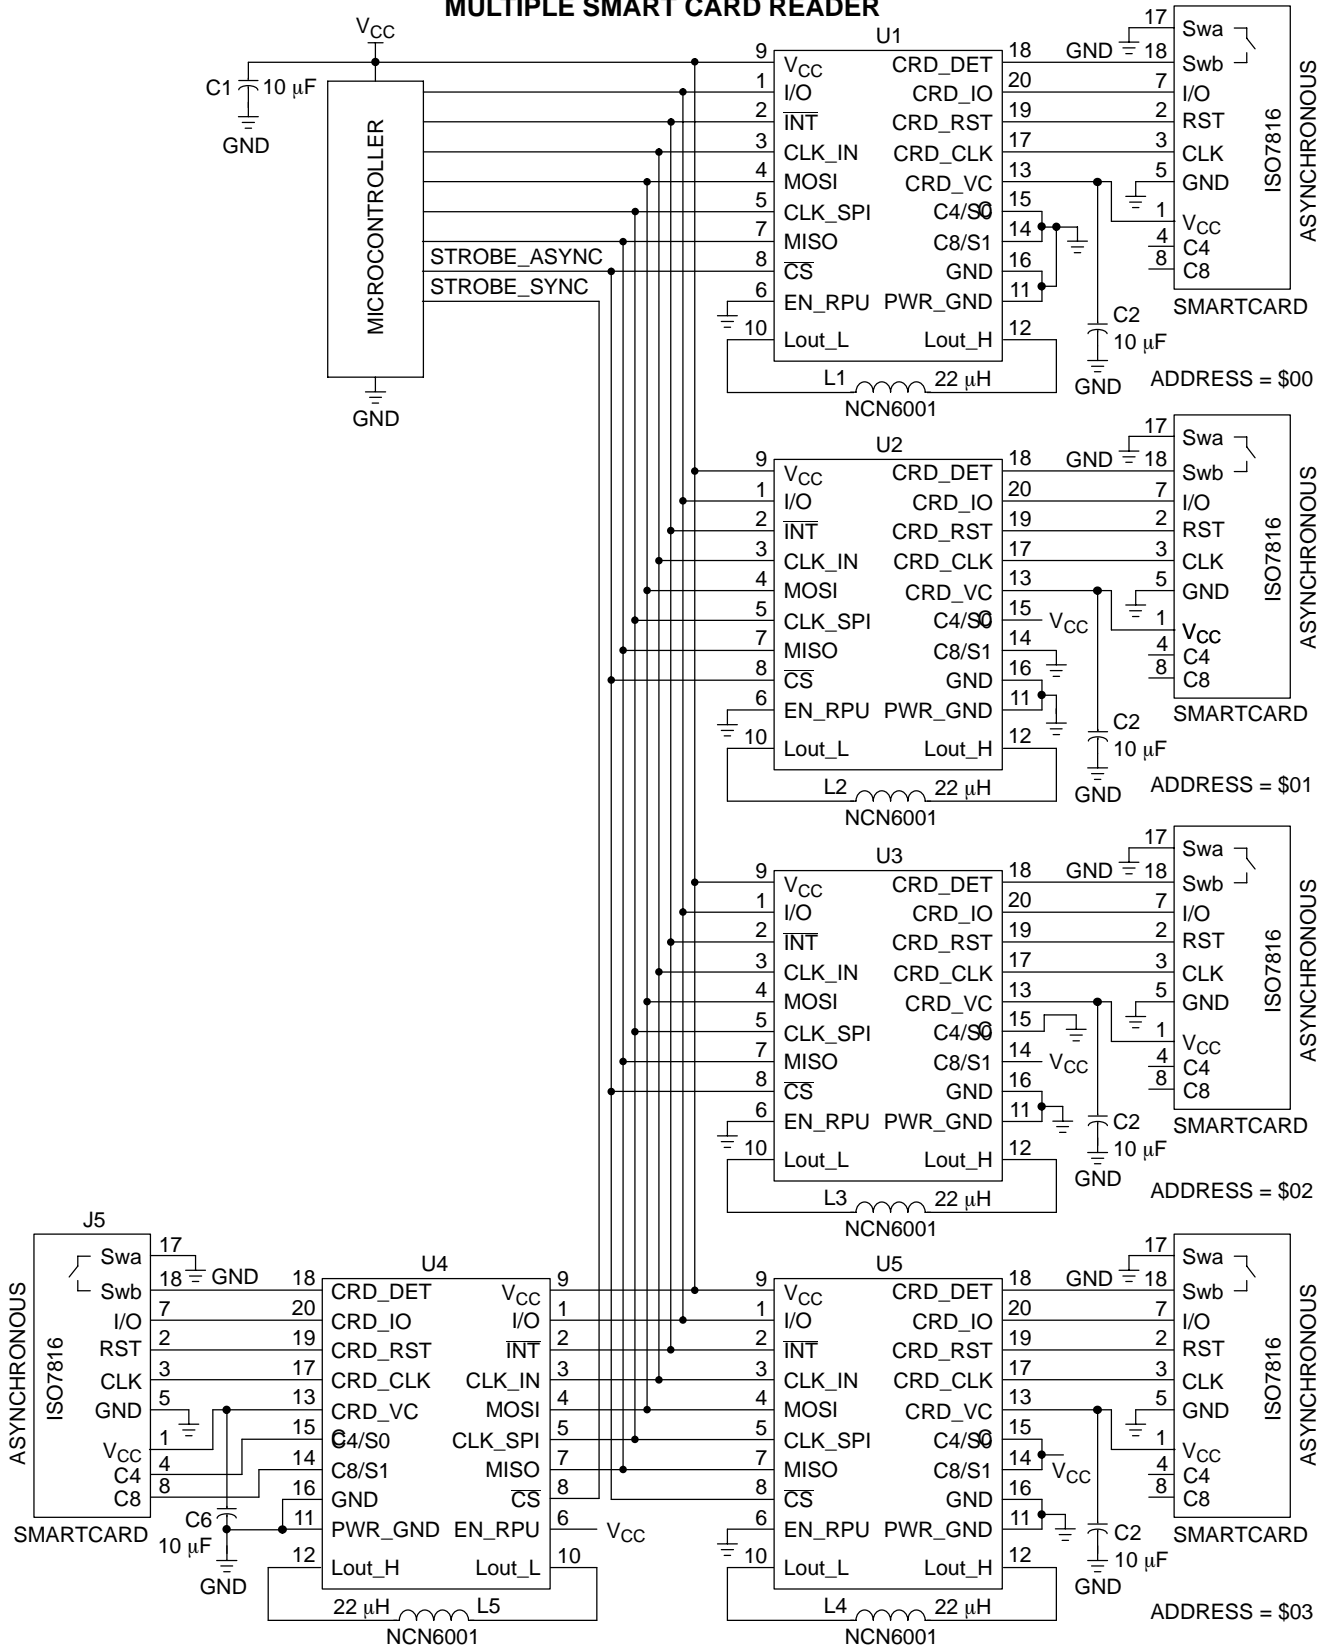 MULTIPLE SMART CARD READER
VCC
C1 10 μF
GND
MICROCONTROLLER
GND
STROBE_ASYNC
STROBE_SYNC
U1
9 VCC CRD_DET 18
1 I/O CRD_IO 20
2 INT CRD_RST 19
3 CLK_IN CRD_CLK 17
4 MOSI CRD_VC 13
5 CLK_SPI C4/S0 15
C
7 MISO C8/S1 14
8 CS GND 16
6 EN_RPU PWR_GND 11
10 Lout_L Lout_H 12
L1 22 μH
NCN6001
GND
17 Swa
18 Swb
7 I/O
2 RST
3 CLK
5 GND
1 VCC
4 C4
8 C8
ISO7816
ASYNCHRONOUS
SMARTCARD
C2
10 μF
GND
ADDRESS = $00
U2
9 VCC CRD_DET 18
1 I/O CRD_IO 20
2 INT CRD_RST 19
3 CLK_IN CRD_CLK 17
4 MOSI CRD_VC 13
5 CLK_SPI C4/S0 15 VCC
C
7 MISO C8/S1 14
8 CS GND 16
6 EN_RPU PWR_GND 11
10 Lout_L Lout_H 12
L2 22 μH
NCN6001
GND
17 Swa
18 Swb
7 I/O
2 RST
3 CLK
5 GND
1 VCC
4 C4
8 C8
ISO7816
ASYNCHRONOUS
SMARTCARD
C2
10 μF
GND
ADDRESS = $01
U3
9 VCC CRD_DET 18
1 I/O CRD_IO 20
2 INT CRD_RST 19
3 CLK_IN CRD_CLK 17
4 MOSI CRD_VC 13
5 CLK_SPI C4/S0 15
C
7 MISO C8/S1 14 VCC
8 CS GND 16
6 EN_RPU PWR_GND 11
10 Lout_L Lout_H 12
L3 22 μH
NCN6001
GND
17 Swa
18 Swb
7 I/O
2 RST
3 CLK
5 GND
1 VCC
4 C4
8 C8
ISO7816
ASYNCHRONOUS
SMARTCARD
C2
10 μF
GND
ADDRESS = $02
J5
Swa 17
Swb 18
I/O 7
RST 2
CLK 3
GND 5
VCC 1
C4 4
C8 8
ISO7816
ASYNCHRONOUS
SMARTCARD
GND
C6
10 μF
GND
U4
18 CRD_DET VCC 9
20 CRD_IO I/O 1
19 CRD_RST INT 2
17 CRD_CLK CLK_IN 3
13 CRD_VC MOSI 4
15 C4/S0 CLK_SPI 5
C
14 C8/S1 MISO 7
16 GND CS 8
11 PWR_GND EN_RPU 6 VCC
12 Lout_H Lout_L 10
22 μH L5
NCN6001
U5
9 VCC CRD_DET 18
1 I/O CRD_IO 20
2 INT CRD_RST 19
3 CLK_IN CRD_CLK 17
4 MOSI CRD_VC 13
5 CLK_SPI C4/S0 15
C
7 MISO C8/S1 14
VCC
8 CS GND 16
6 EN_RPU PWR_GND 11
10 Lout_L Lout_H 12
L4 22 μH
NCN6001
GND
17 Swa
18 Swb
7 I/O
2 RST
3 CLK
5 GND
1 VCC
4 C4
8 C8
ISO7816
ASYNCHRONOUS
SMARTCARD
C2
10 μF
GND
ADDRESS = $03